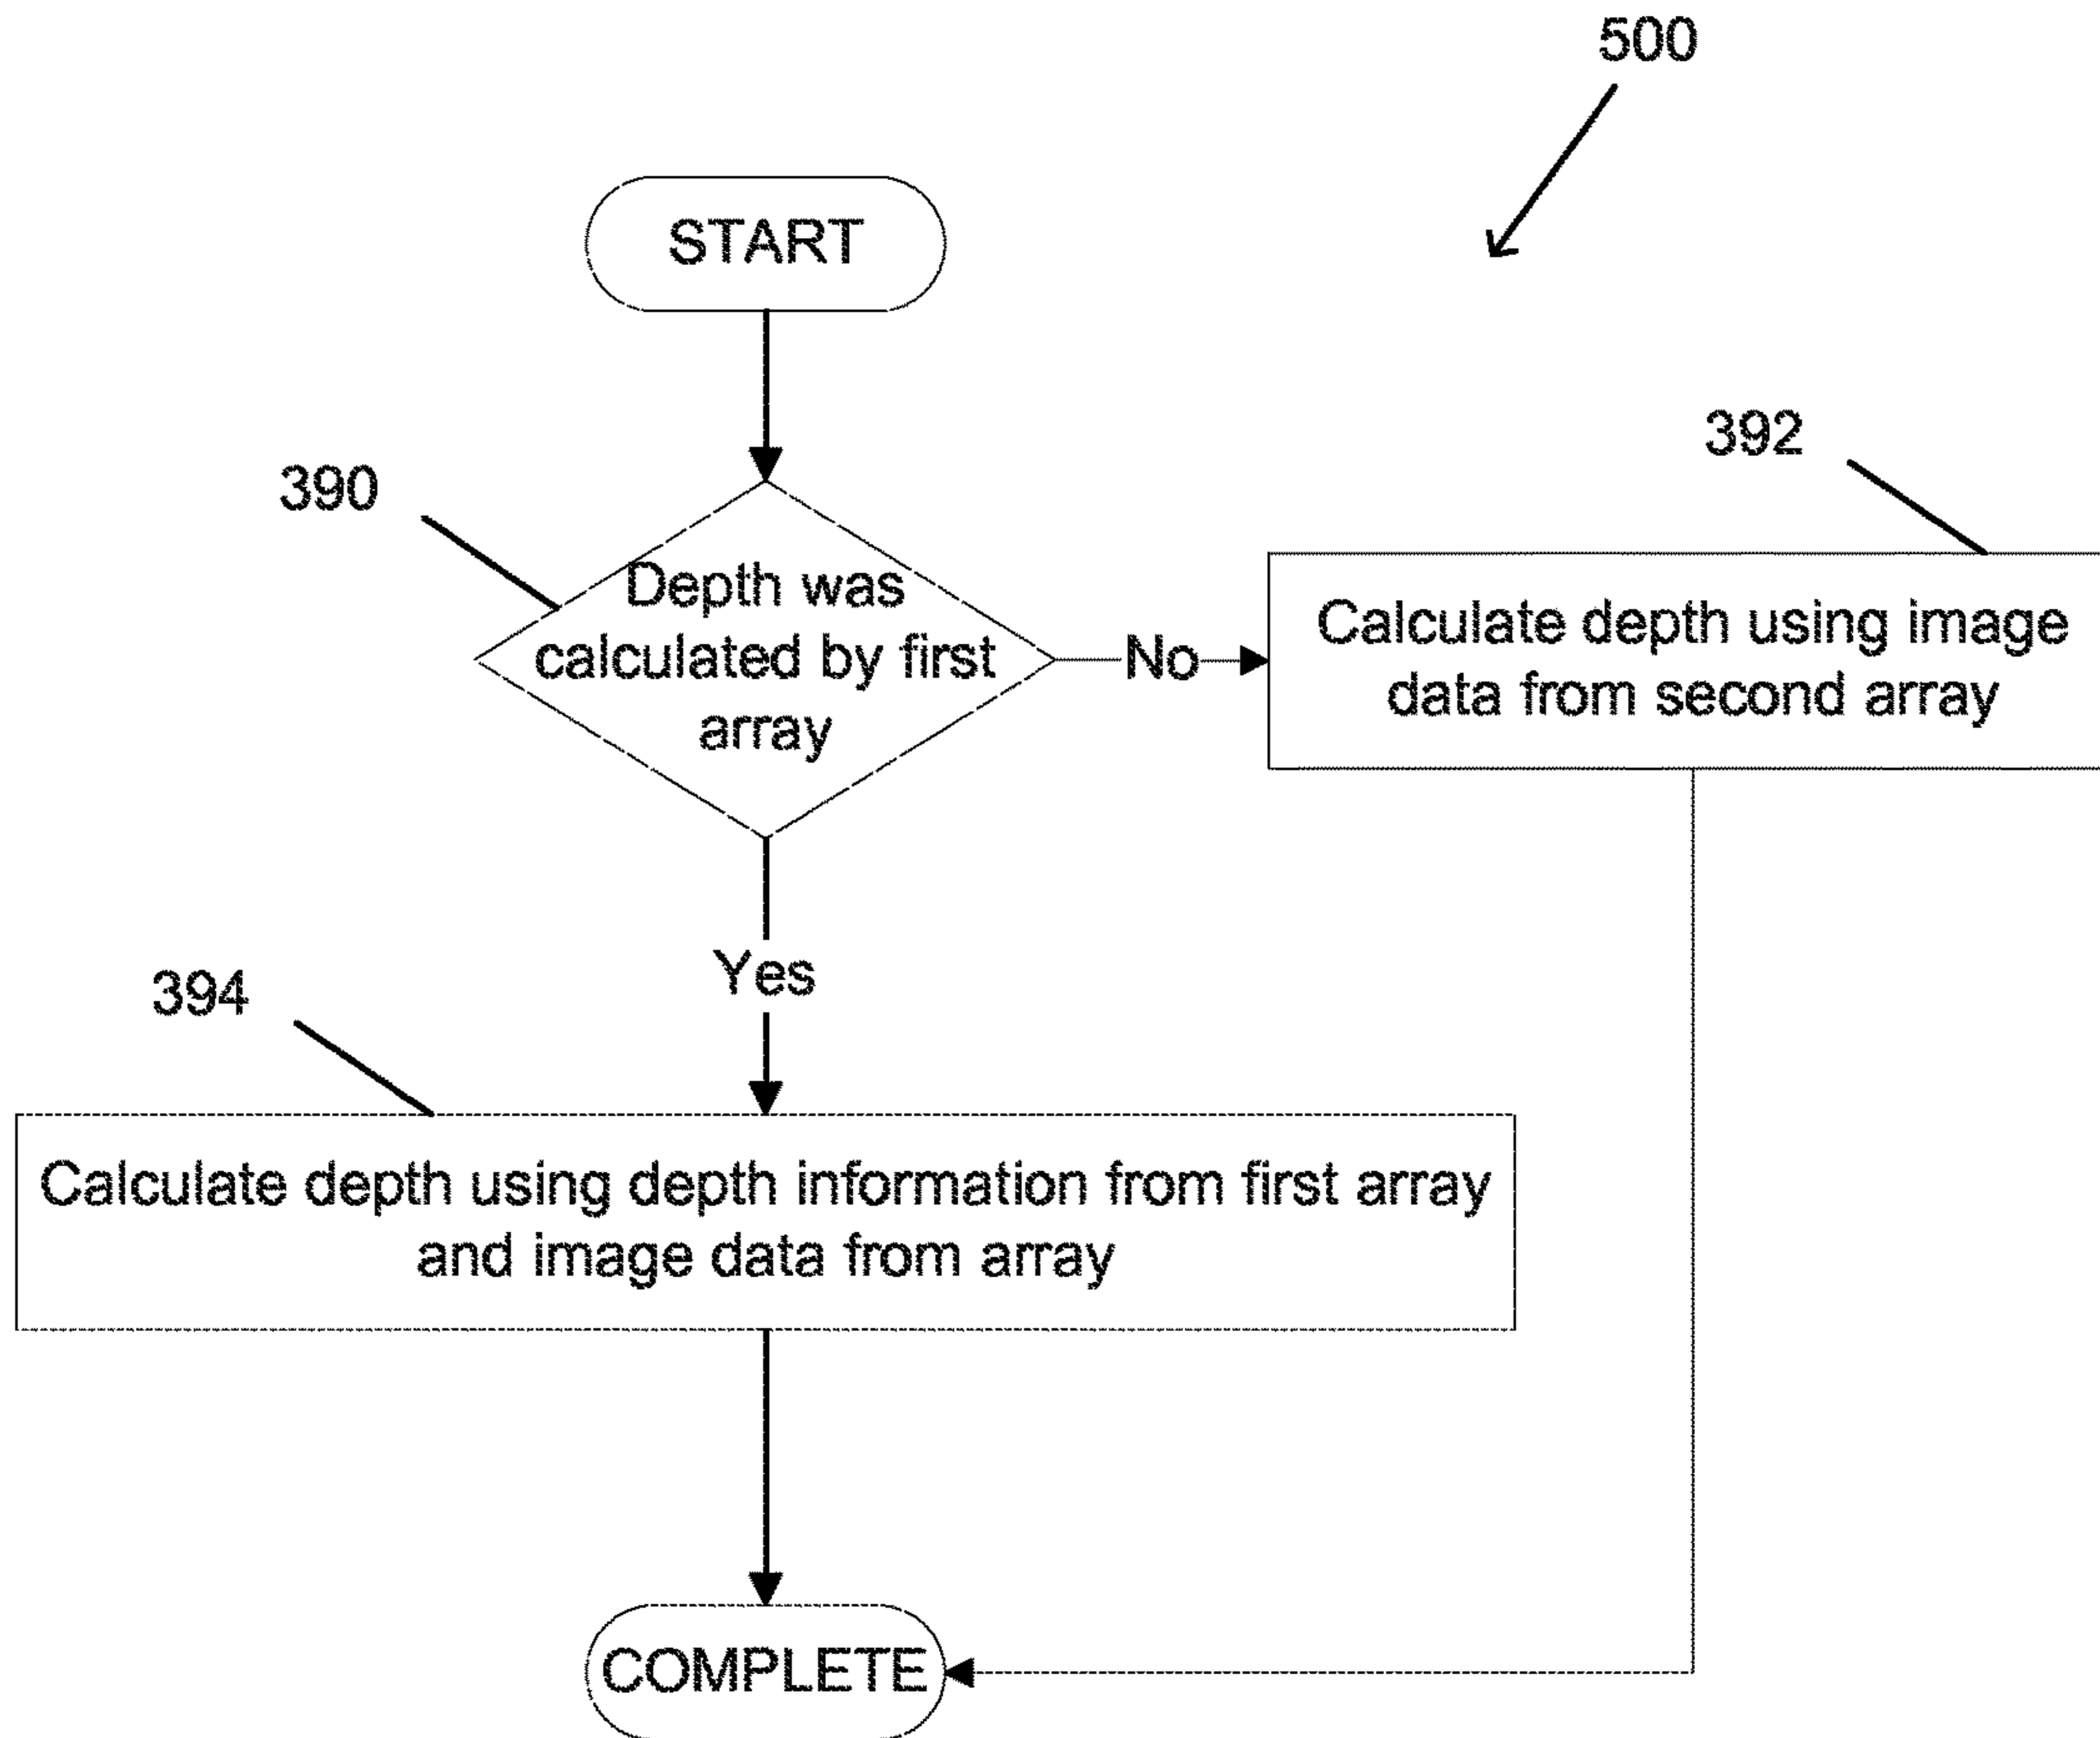 500
START
392
390
Depth was
calculated by first
array
No
Calculate depth using image
data from second array
Yes
394
Calculate depth using depth information from first array
and image data from array
COMPLETE